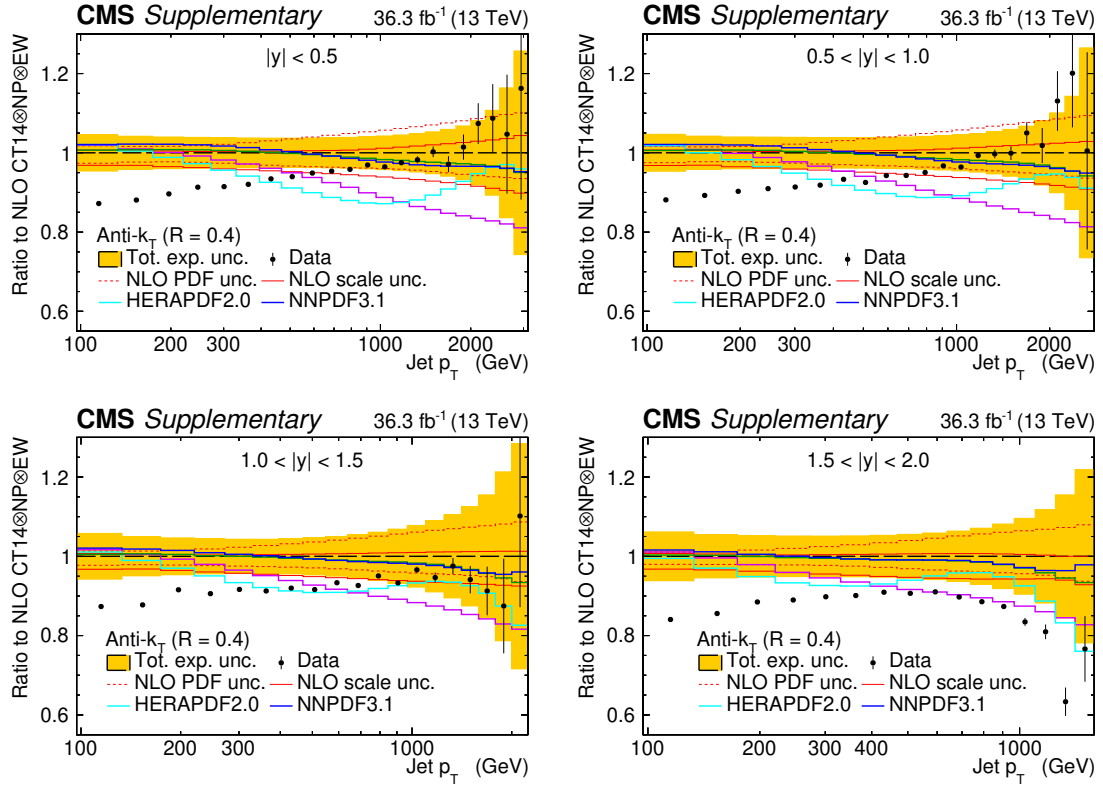 CMS Supplementary 36.3 fb⁻¹ (13 TeV)
|y| < 0.5
Ratio to NLO CT14⊗NP⊗EW
1.2
1
0.8
0.6
Anti-k_T (R = 0.4)
Tot. exp. unc. Data
NLO PDF unc. NLO scale unc.
HERAPDF2.0 NNPDF3.1
100 200 300 1000 2000
Jet p_T (GeV)
CMS Supplementary 36.3 fb⁻¹ (13 TeV)
0.5 < |y| < 1.0
Ratio to NLO CT14⊗NP⊗EW
1.2
1
0.8
0.6
Anti-k_T (R = 0.4)
Tot. exp. unc. Data
NLO PDF unc. NLO scale unc.
HERAPDF2.0 NNPDF3.1
100 200 300 1000 2000
Jet p_T (GeV)
CMS Supplementary 36.3 fb⁻¹ (13 TeV)
1.0 < |y| < 1.5
Ratio to NLO CT14⊗NP⊗EW
1.2
1
0.8
0.6
Anti-k_T (R = 0.4)
Tot. exp. unc. Data
NLO PDF unc. NLO scale unc.
HERAPDF2.0 NNPDF3.1
100 200 300 1000
Jet p_T (GeV)
CMS Supplementary 36.3 fb⁻¹ (13 TeV)
1.5 < |y| < 2.0
Ratio to NLO CT14⊗NP⊗EW
1.2
1
0.8
0.6
Anti-k_T (R = 0.4)
Tot. exp. unc. Data
NLO PDF unc. NLO scale unc.
HERAPDF2.0 NNPDF3.1
100 200 300 400 1000
Jet p_T (GeV)